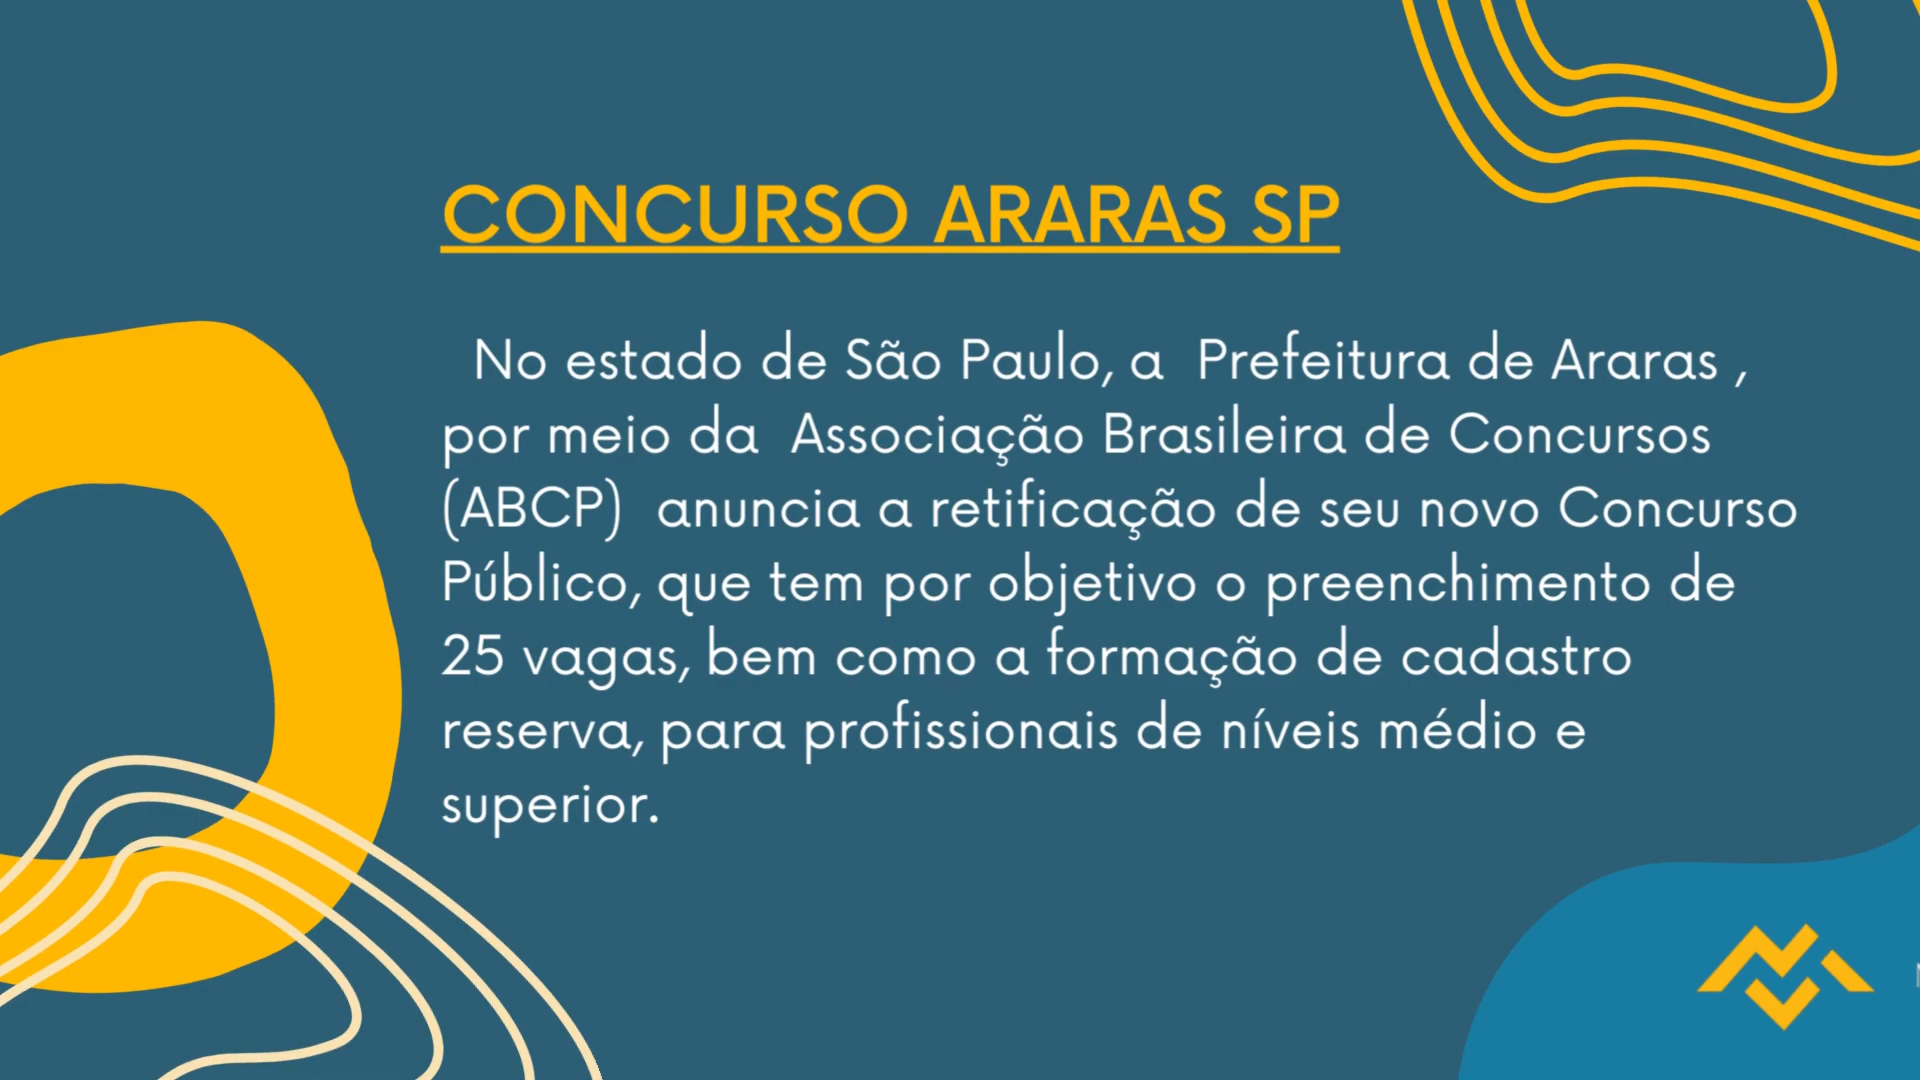 CONCURSO ARARAS SP
No estado de São Paulo, a Prefeitura de Araras ,
por meio da Associação Brasileira de Concursos
(ABCP) anuncia a retificação de seu novo Concurso
Público, que tem por objetivo o preenchimento de
25 vagas, bem como a formação de cadastro
reserva, para profissionais de níveis médio e
superior.